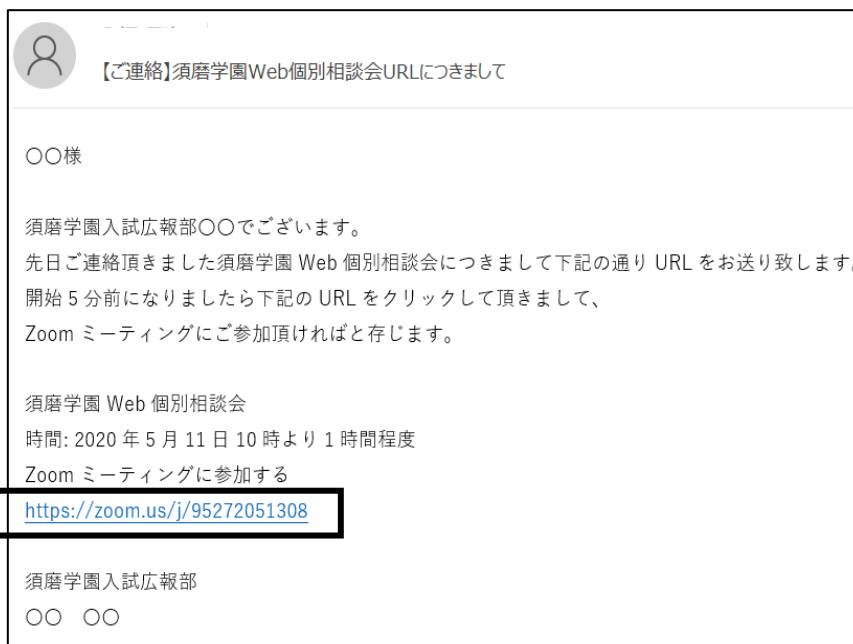 【ご連絡】須磨学園Web個別相談会URLにつきまして
〇〇様
須磨学園入試広報部〇〇でございます。
先日ご連絡頂きました須磨学園 Web 個別相談会につきまして下記の通り URL をお送り致します。
開始 5 分前になりましたら下記の URL をクリックして頂きまして、
Zoom ミーティングにご参加頂ければと存じます。
須磨学園 Web 個別相談会
時間: 2020 年 5 月 11 日 10 時より 1 時間程度
Zoom ミーティングに参加する
https://zoom.us/j/95272051308
須磨学園入試広報部
〇〇　〇〇